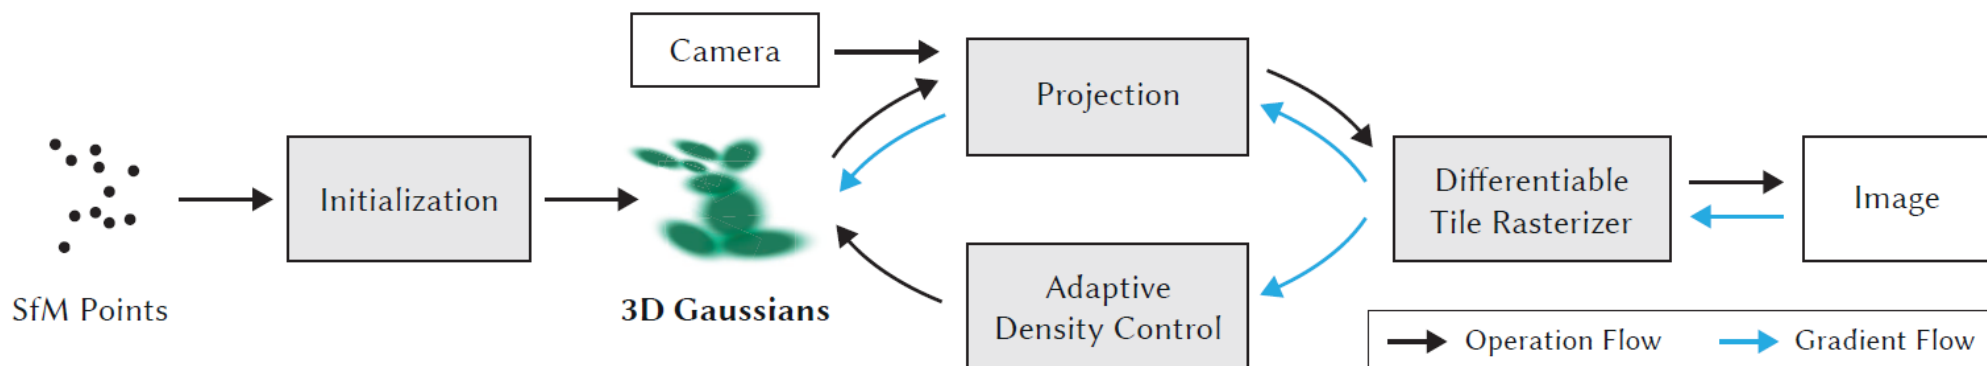 Camera
Projection
Initialization
Differentiable
Tile Rasterizer
Image
SfM Points
3D Gaussians
Adaptive
Density Control
Operation Flow
Gradient Flow